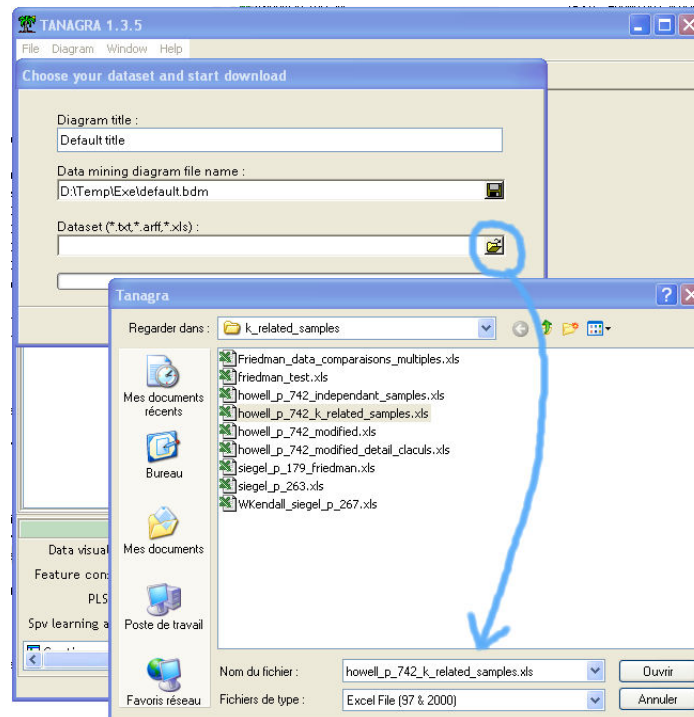 TANAGRA 1.3.5
File Diagram Window Help
Choose your dataset and start download
Diagram title :
Default title
Data mining diagram file name :
D:\Temp\Exe\default.bdm
Dataset (*.txt,*.arff,*.xls) :
Tanagra
Regarder dans : k_related_samples
Friedman_data_comparaisons_multiples.xls
friedman_test.xls
howell_p_742_independant_samples.xls
howell_p_742_k_related_samples.xls
howell_p_742_modified.xls
howell_p_742_modified_detail_claculs.xls
siegel_p_179_friedman.xls
siegel_p_263.xls
WKendall_siegel_p_267.xls
Mes documents
récents
Bureau
Mes documents
Poste de travail
Favoris réseau
Data visual
Feature con
PLS
Spv learning a
Nom du fichier : howell_p_742_k_related_samples.xls Ouvrir
Fichiers de type : Excel File (97 & 2000) Annuler